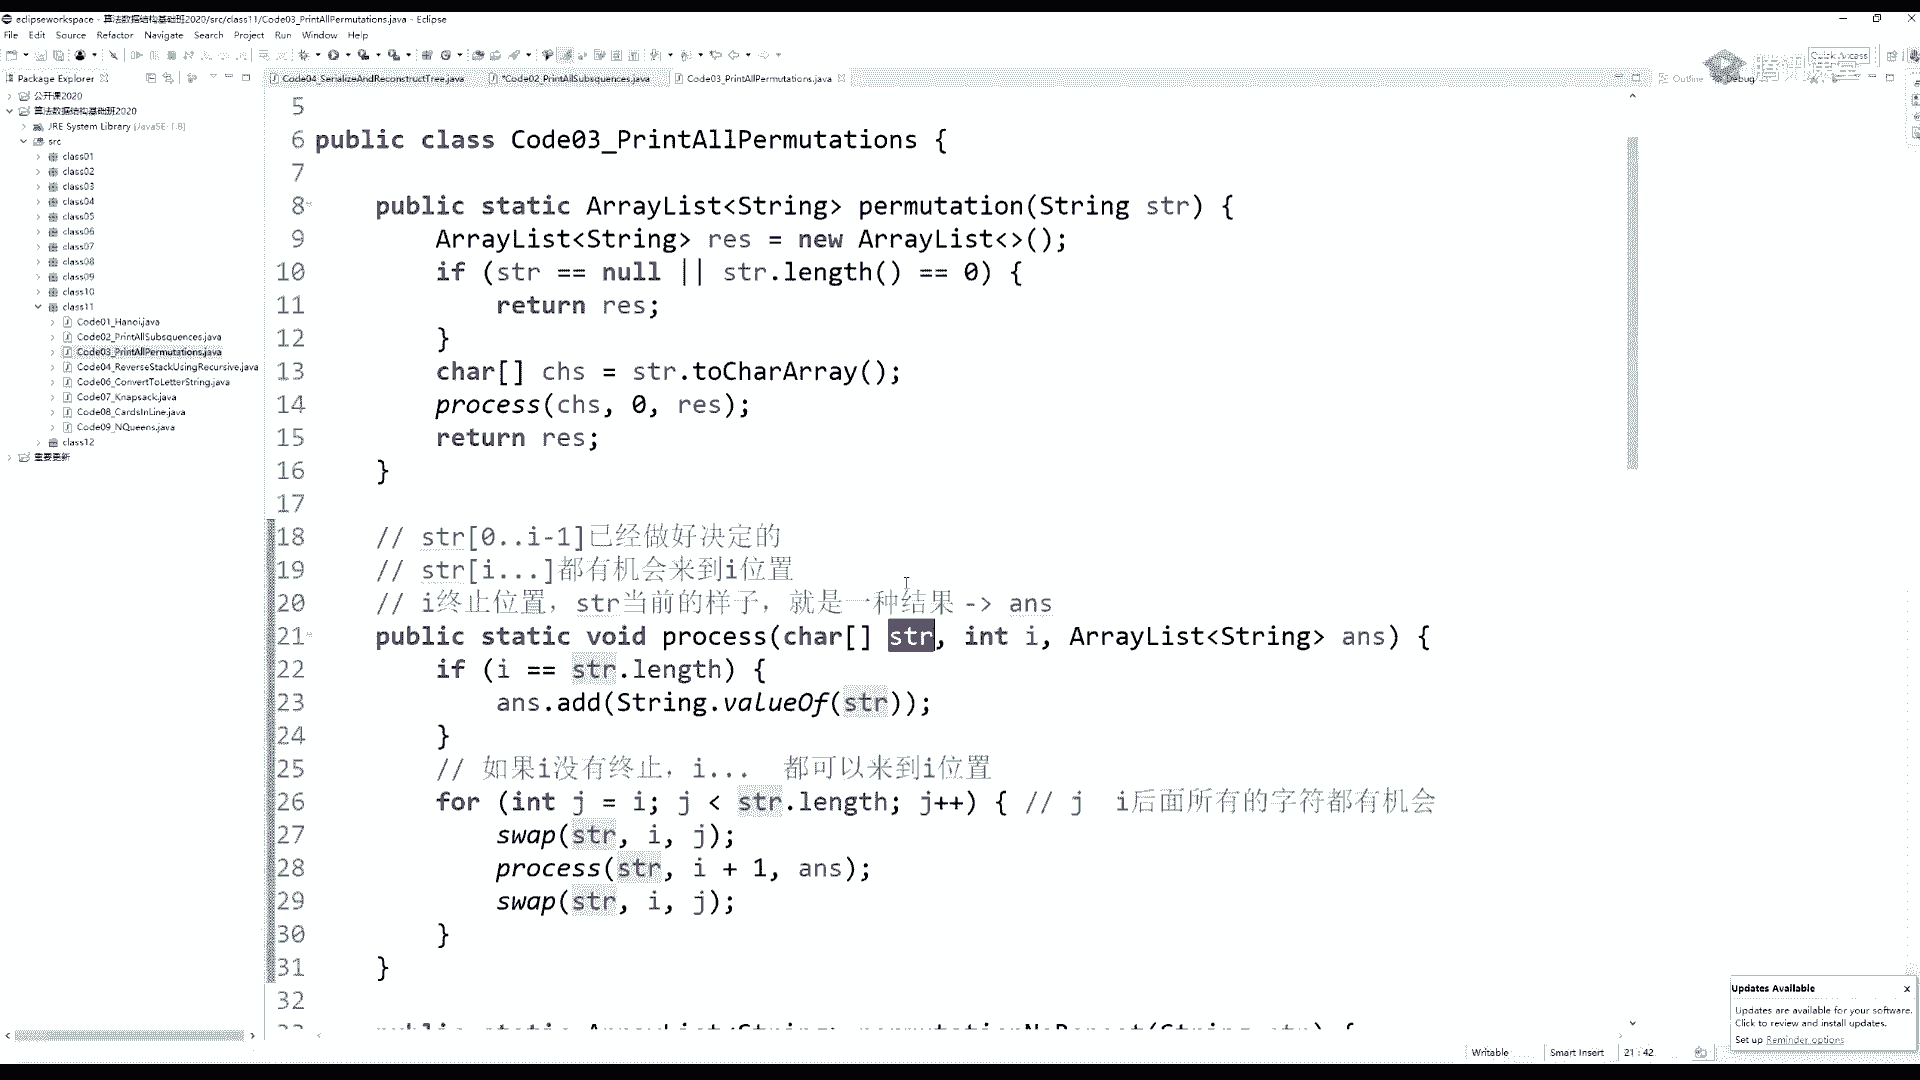 eclipseworkspace - 算法数据结构基础班2020/src/class11/Code03_PrintAllPermutations.java - Eclipse
File Edit Source Refactor Navigate Search Project Run Window Help
Quick Access
腾讯课堂
Package Explorer
Code04_SerializeAndReconstructTree.java
*Code02_PrintAllSubsquences.java
Code03_PrintAllPermutations.java
Outline
Debug
公开课2020
算法数据结构基础班2020
JRE System Library [JavaSE-1.8]
src
class01
class02
class03
class04
class05
class06
class07
class08
class09
class10
class11
Code01_Hanoi.java
Code02_PrintAllSubsquences.java
Code03_PrintAllPermutations.java
Code04_ReverseStackUsingRecursive.java
Code06_ConvertToLetterString.java
Code07_Knapsack.java
Code08_CardsInLine.java
Code09_NQueens.java
class12
重要更新
5
6 public class Code03_PrintAllPermutations {
7
8 public static ArrayList<String> permutation(String str) {
9 ArrayList<String> res = new ArrayList<>();
10 if (str == null || str.length() == 0) {
11 return res;
12 }
13 char[] chs = str.toCharArray();
14 process(chs, 0, res);
15 return res;
16 }
17
18 // str[0..i-1]已经做好决定的
19 // str[i...]都有机会来到i位置
20 // i终止位置，str当前的样子，就是一种结果 -> ans
21 public static void process(char[] str, int i, ArrayList<String> ans) {
22 if (i == str.length) {
23 ans.add(String.valueOf(str));
24 }
25 // 如果i没有终止，i... 都可以来到i位置
26 for (int j = i; j < str.length; j++) { // j i后面所有的字符都有机会
27 swap(str, i, j);
28 process(str, i + 1, ans);
29 swap(str, i, j);
30 }
31 }
32
Updates Available
Updates are available for your software.
Click to review and install updates.
Set up Reminder options
Writable
Smart Insert
21 : 42